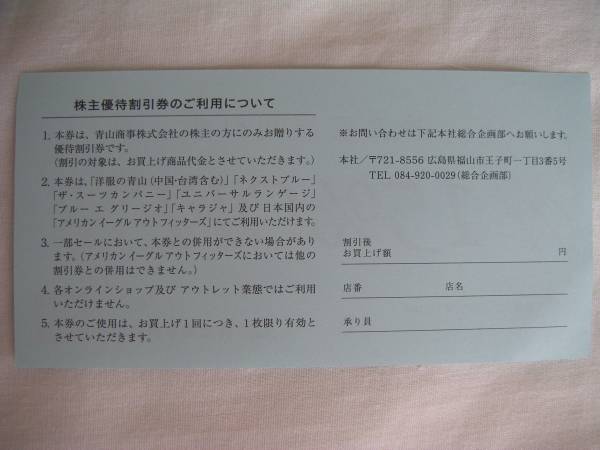 株主優待割引券のご利用について
1. 本券は、青山商事株式会社の株主の方にのみお贈りする
優待割引券です。
(割引の対象は、お買上げ商品代金とさせていただきます。)
2. 本券は、「洋服の青山(中国・台湾含む)」「ネクストブルー」
「ザ・スーツカンパニー」「ユニバーサルランゲージ」
「ブルー エ グリージオ」「キャラジャ」及び日本国内の
「アメリカンイーグル アウトフィッターズ」にてご利用いただけます。
3. 一部セールにおいて、本券との併用ができない場合があり
ます。(アメリカンイーグル アウトフィッターズにおいては他の
割引券との併用はできません。)
4. 各オンラインショップ及び アウトレット業態ではご利用
いただけません。
5. 本券のご使用は、お買上げ1回につき、1枚限り有効と
させていただきます。
※お問い合わせは下記本社総合企画部へお願いします。
本社/〒721-8556 広島県福山市王子町一丁目3番5号
TEL 084-920-0029(総合企画部)
割引後
お買上げ額 円
店番 店名
承り員